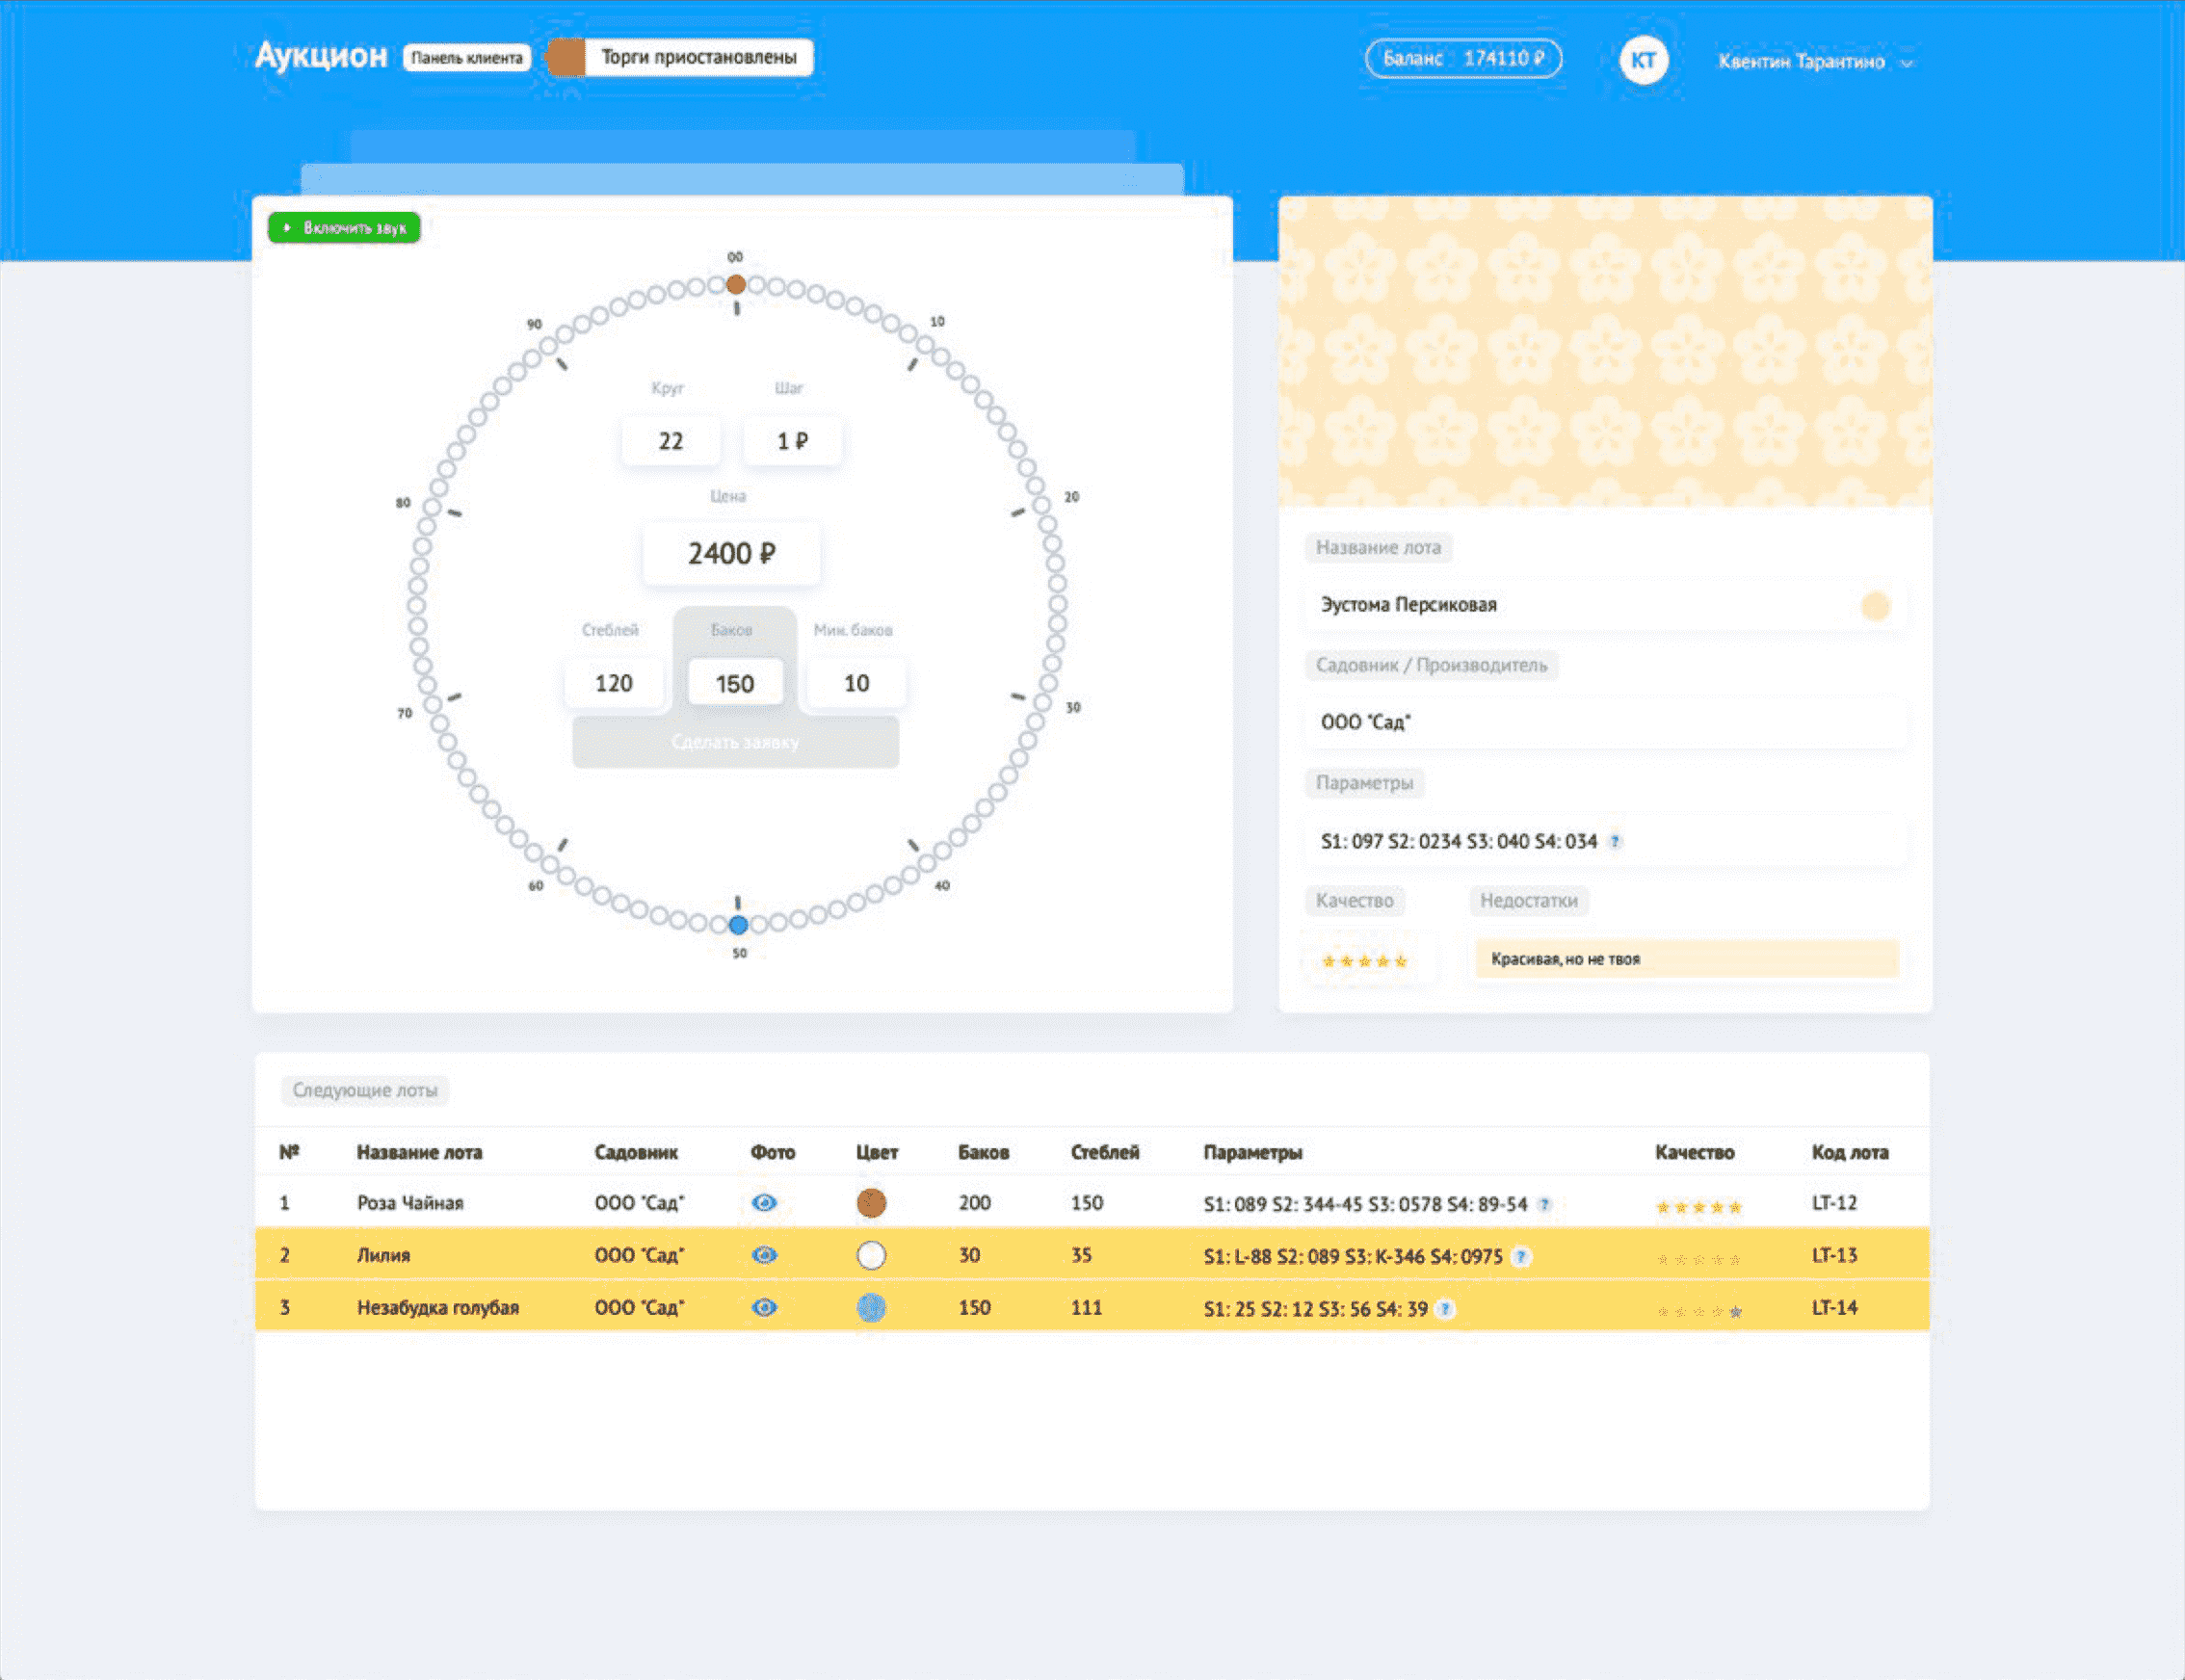 Аукцион Панель клиента Торги приостановлены Баланс 174110 ₽ КТ Квентин Тарантино
Включить звук
00
10
20
30
40
50
60
70
80
90
Круг Шаг
22 1 ₽
Цена
2400 ₽
Стеблей Баков Мин. баков
120 150 10
Сделать заявку
Название лота
Эустома Персиковая
Садовник / Производитель
ООО "Сад"
Параметры
S1: 097 S2: 0234 S3: 040 S4: 034 ?
Качество Недостатки
Красивая, но не твоя
Следующие лоты
№ Название лота Садовник Фото Цвет Баков Стеблей Параметры Качество Код лота
1 Роза Чайная ООО "Сад" 200 150 S1: 089 S2: 344-45 S3: 0578 S4: 89-54 ? LT-12
2 Лилия ООО "Сад" 30 35 S1: L-88 S2: 089 S3: K-346 S4: 0975 ? LT-13
3 Незабудка голубая ООО "Сад" 150 111 S1: 25 S2: 12 S3: 56 S4: 39 ? LT-14